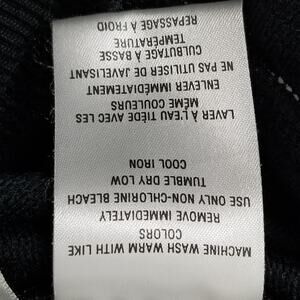 MACHINE WASH WARM WITH LIKE
COLORS
REMOVE IMMEDIATELY
USE ONLY NON-CHLORINE BLEACH
TUMBLE DRY LOW
COOL IRON
LAVER À L'EAU TIÈDE AVEC LES
MÊME COULEURS
ENLEVER IMMÉDIATEMENT
NE PAS UTILISER DE JAVELISANT
CULBUTAGE À BASSE
TEMPÉRATURE
REPASSAGE À FROID